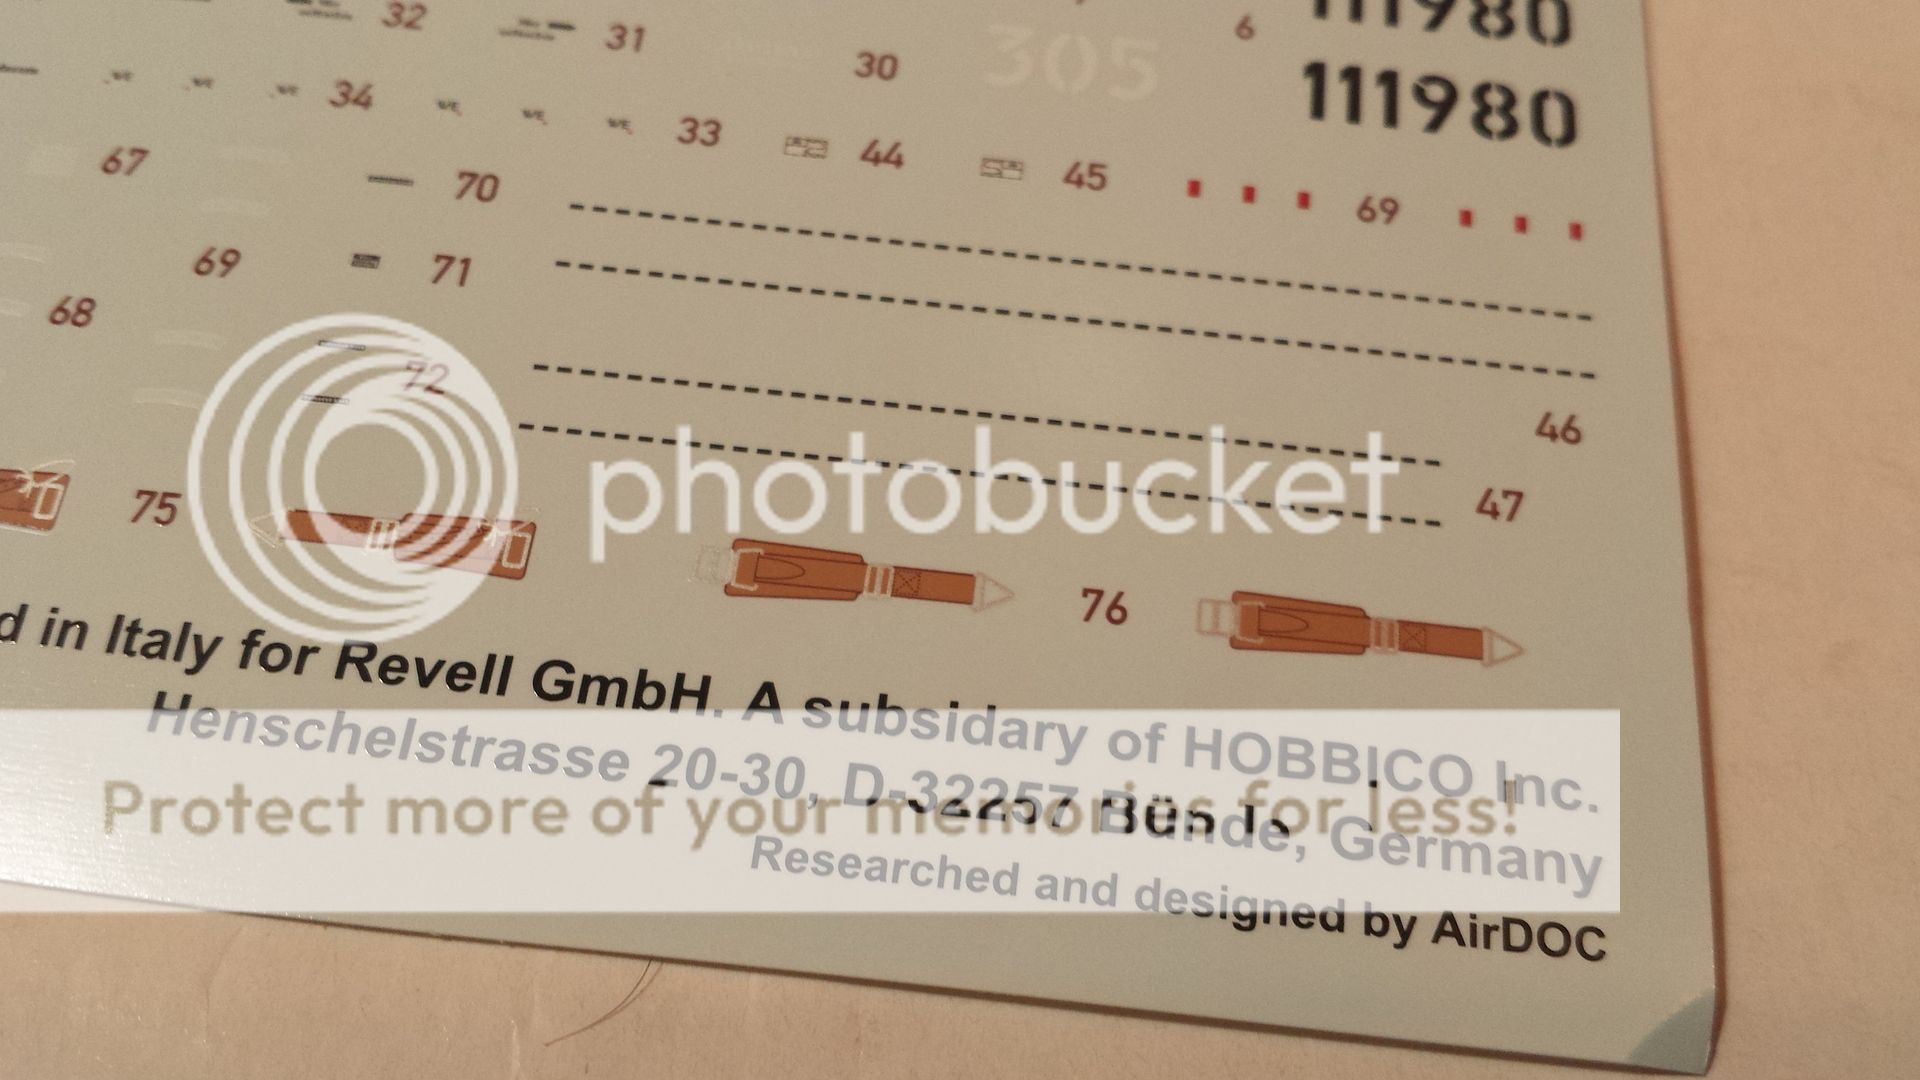 32 31 30 305 6 111980
111980
34 33 44 45 69
67 70
69 71
68
72
46
47
75 76
photobucket
d in Italy for Revell GmbH. A subsidary of HOBBICO Inc.
Henschelstrasse 20-30, D-32257 Bünde, Germany
Protect more of your memories for less!
Researched and designed by AirDOC